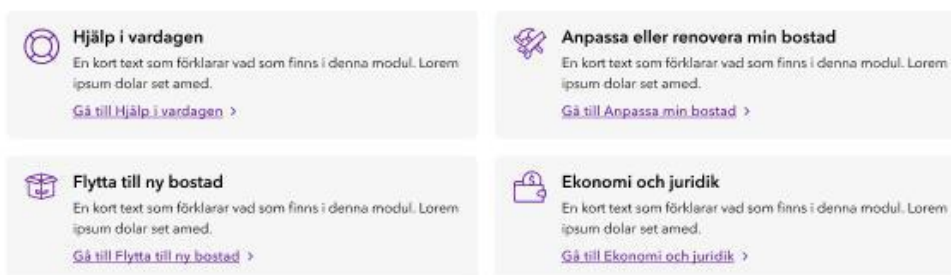 Hjälp i vardagen
En kort text som förklarar vad som finns i denna modul. Lorem
ipsum dolar set amed.
Gå till Hjälp i vardagen >
Anpassa eller renovera min bostad
En kort text som förklarar vad som finns i denna modul. Lorem
ipsum dolar set amed.
Gå till Anpassa min bostad >
Flytta till ny bostad
En kort text som förklarar vad som finns i denna modul. Lorem
ipsum dolar set amed.
Gå till Flytta till ny bostad >
Ekonomi och juridik
En kort text som förklarar vad som finns i denna modul. Lorem
ipsum dolar set amed.
Gå till Ekonomi och juridik >